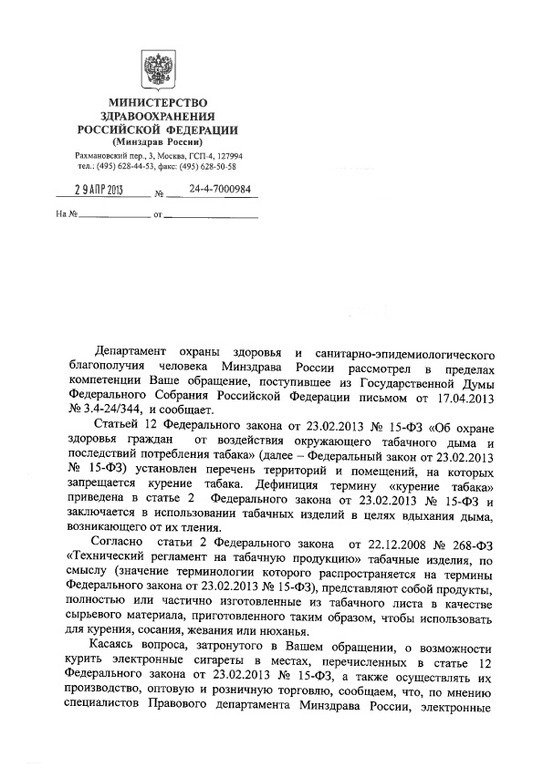 МИНИСТЕРСТВО
ЗДРАВООХРАНЕНИЯ
РОССИЙСКОЙ ФЕДЕРАЦИИ
(Минздрав России)
Рахмановский пер., 3, Москва, ГСП-4, 127994
тел.: (495) 628-44-53, факс: (495) 628-50-58
29 АПР 2013 № 24-4-7000984
На № от
Департамент охраны здоровья и санитарно-эпидемиологического
благополучия человека Минздрава России рассмотрел в пределах
компетенции Ваше обращение, поступившее из Государственной Думы
Федерального Собрания Российской Федерации письмом от 17.04.2013
№ 3.4-24/344, и сообщает.
Статьей 12 Федерального закона от 23.02.2013 № 15-ФЗ «Об охране
здоровья граждан от воздействия окружающего табачного дыма и
последствий потребления табака» (далее – Федеральный закон от 23.02.2013
№ 15-ФЗ) установлен перечень территорий и помещений, на которых
запрещается курение табака. Дефиниция термину «курение табака»
приведена в статье 2 Федерального закона от 23.02.2013 № 15-ФЗ и
заключается в использовании табачных изделий в целях вдыхания дыма,
возникающего от их тления.
Согласно статьи 2 Федерального закона от 22.12.2008 № 268-ФЗ
«Технический регламент на табачную продукцию» табачные изделия, по
смыслу (значение терминологии которого распространяется на термины
Федерального закона от 23.02.2013 № 15-ФЗ), представляют собой продукты,
полностью или частично изготовленные из табачного листа в качестве
сырьевого материала, приготовленного таким образом, чтобы использовать
для курения, сосания, жевания или нюханья.
Касаясь вопроса, затронутого в Вашем обращении, о возможности
курить электронные сигареты в местах, перечисленных в статье 12
Федерального закона от 23.02.2013 № 15-ФЗ, а также осуществлять их
производство, оптовую и розничную торговлю, сообщаем, что, по мнению
специалистов Правового департамента Минздрава России, электронные